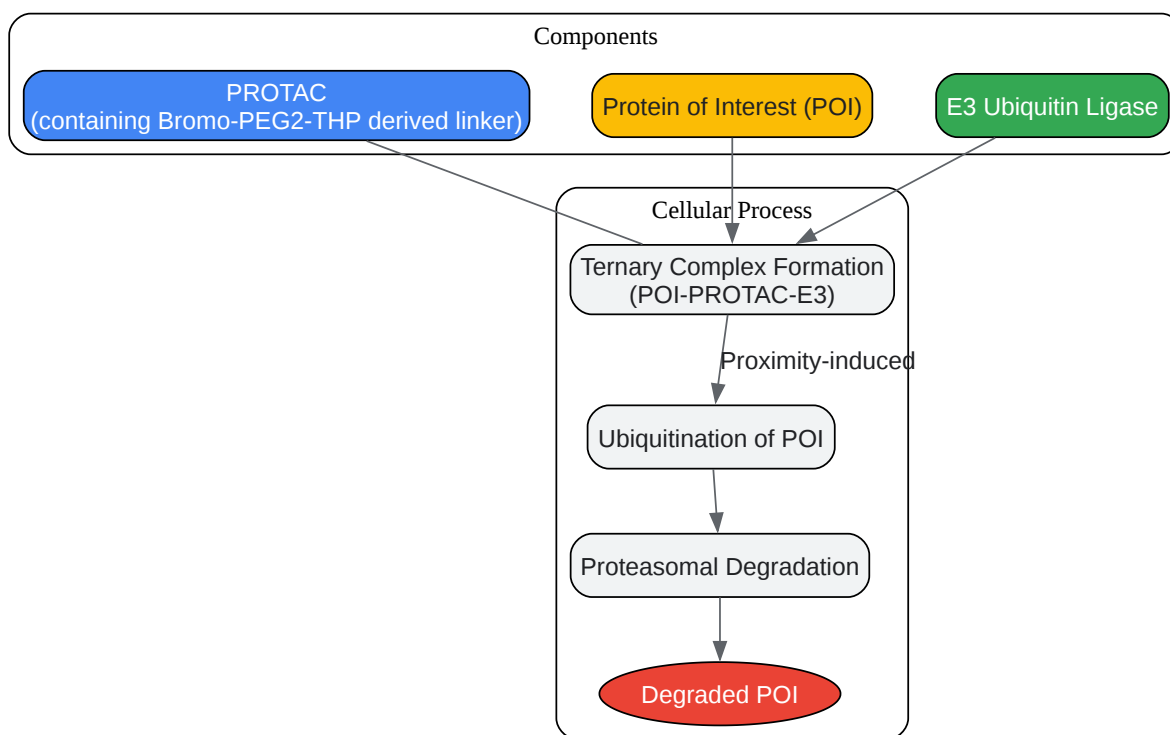 Components
PROTAC
(containing Bromo-PEG2-THP derived linker)
Protein of Interest (POI)
E3 Ubiquitin Ligase
Cellular Process
Ternary Complex Formation
(POI-PROTAC-E3)
Proximity-induced
Ubiquitination of POI
Proteasomal Degradation
Degraded POI